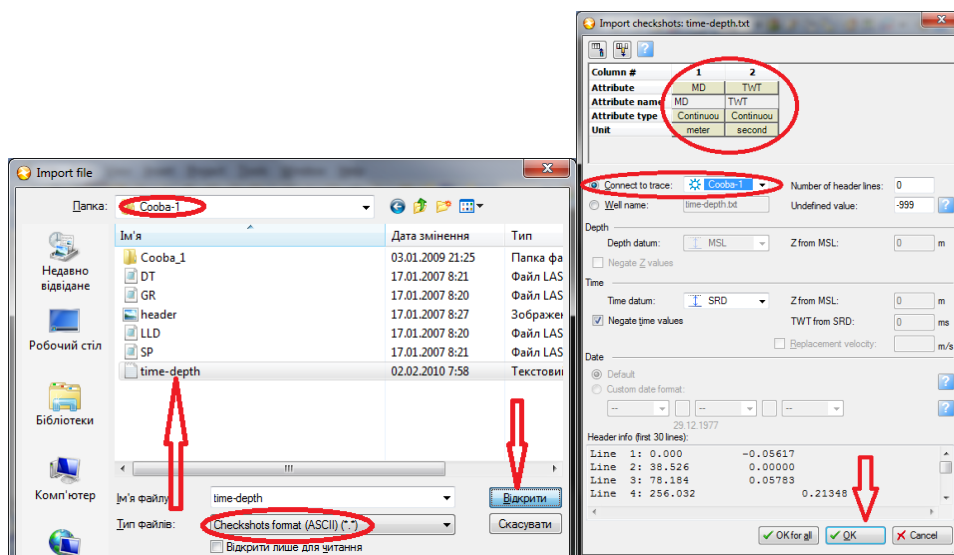 Import file
Папка: Cooba-1
Ім'я Дата змінення Тип
Cooba_1 03.01.2009 21:25 Папка фа
DT 17.01.2007 8:21 Файл LAS
GR 17.01.2007 8:20 Файл LAS
header 17.01.2007 8:27 Зображен
LLD 17.01.2007 8:20 Файл LAS
SP 17.01.2007 8:21 Файл LAS
time-depth 02.02.2010 7:58 Текстовий
Недавно
відвідане
Робочий стіл
Бібліотеки
Комп'ютер
Ім'я файлу: time-depth Відкрити
Тип файлів: Checkshots format (ASCII) (*.*) Скасувати
Відкрити лише для читання
Import checkshots: time-depth.txt
Column # 1 2
Attribute MD TWT
Attribute name MD TWT
Attribute type Continuou Continuou
Unit meter second
Connect to trace: Cooba-1 Number of header lines: 0
Well name: time-depth.txt Undefined value: -999
Depth
Depth datum: MSL Z from MSL: 0 m
Negate Z values
Time
Time datum: SRD Z from MSL: 0 m
Negate time values TWT from SRD: 0 ms
Replacement velocity: m/s
Date
Default
Custom date format:
-- -- --
29.12.1977
Header info (first 30 lines):
Line 1: 0.000 -0.05617
Line 2: 38.526 0.00000
Line 3: 78.184 0.05783
Line 4: 256.032 0.21348
OK for all OK Cancel